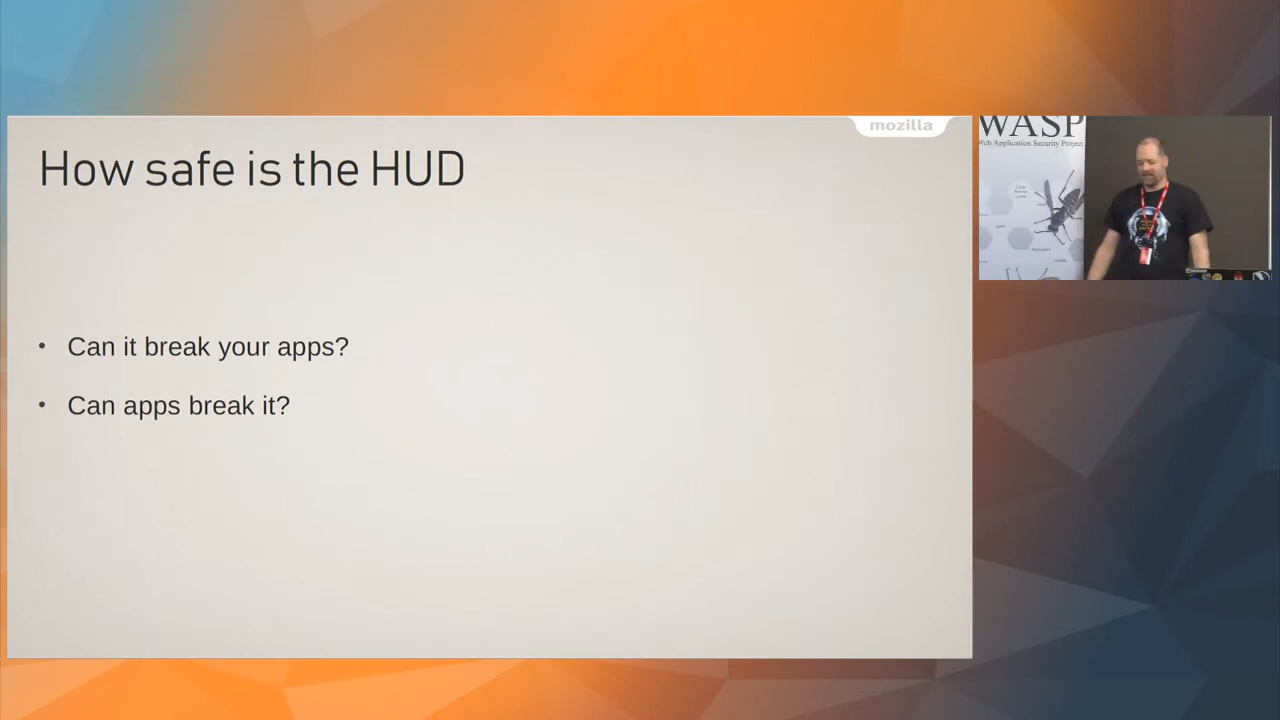 mozilla
How safe is the HUD
• Can it break your apps?
• Can apps break it?
WASP
Web Application Security Project